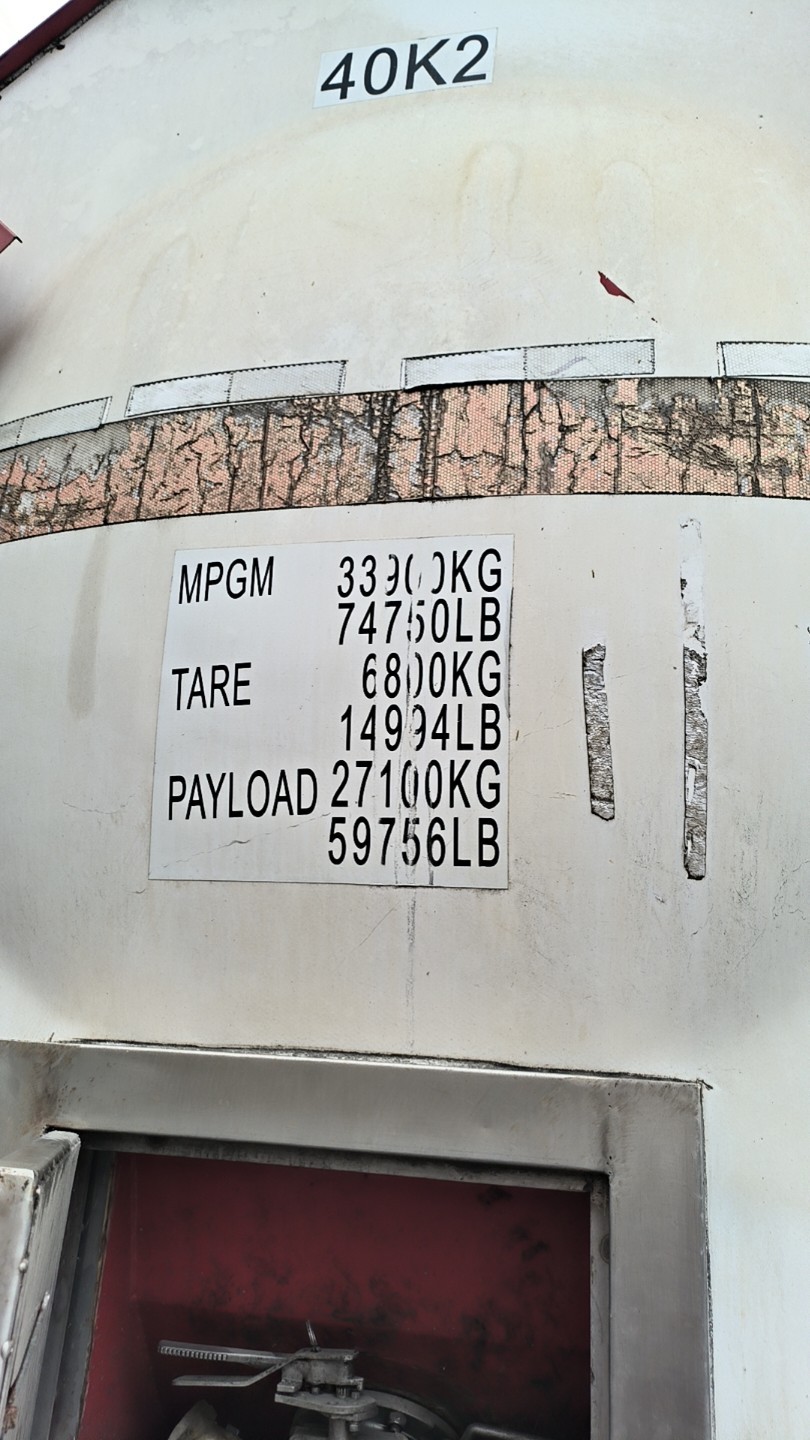 40K2
MPGM 33900KG
74750LB
TARE 6800KG
14994LB
PAYLOAD 27100KG
59756LB